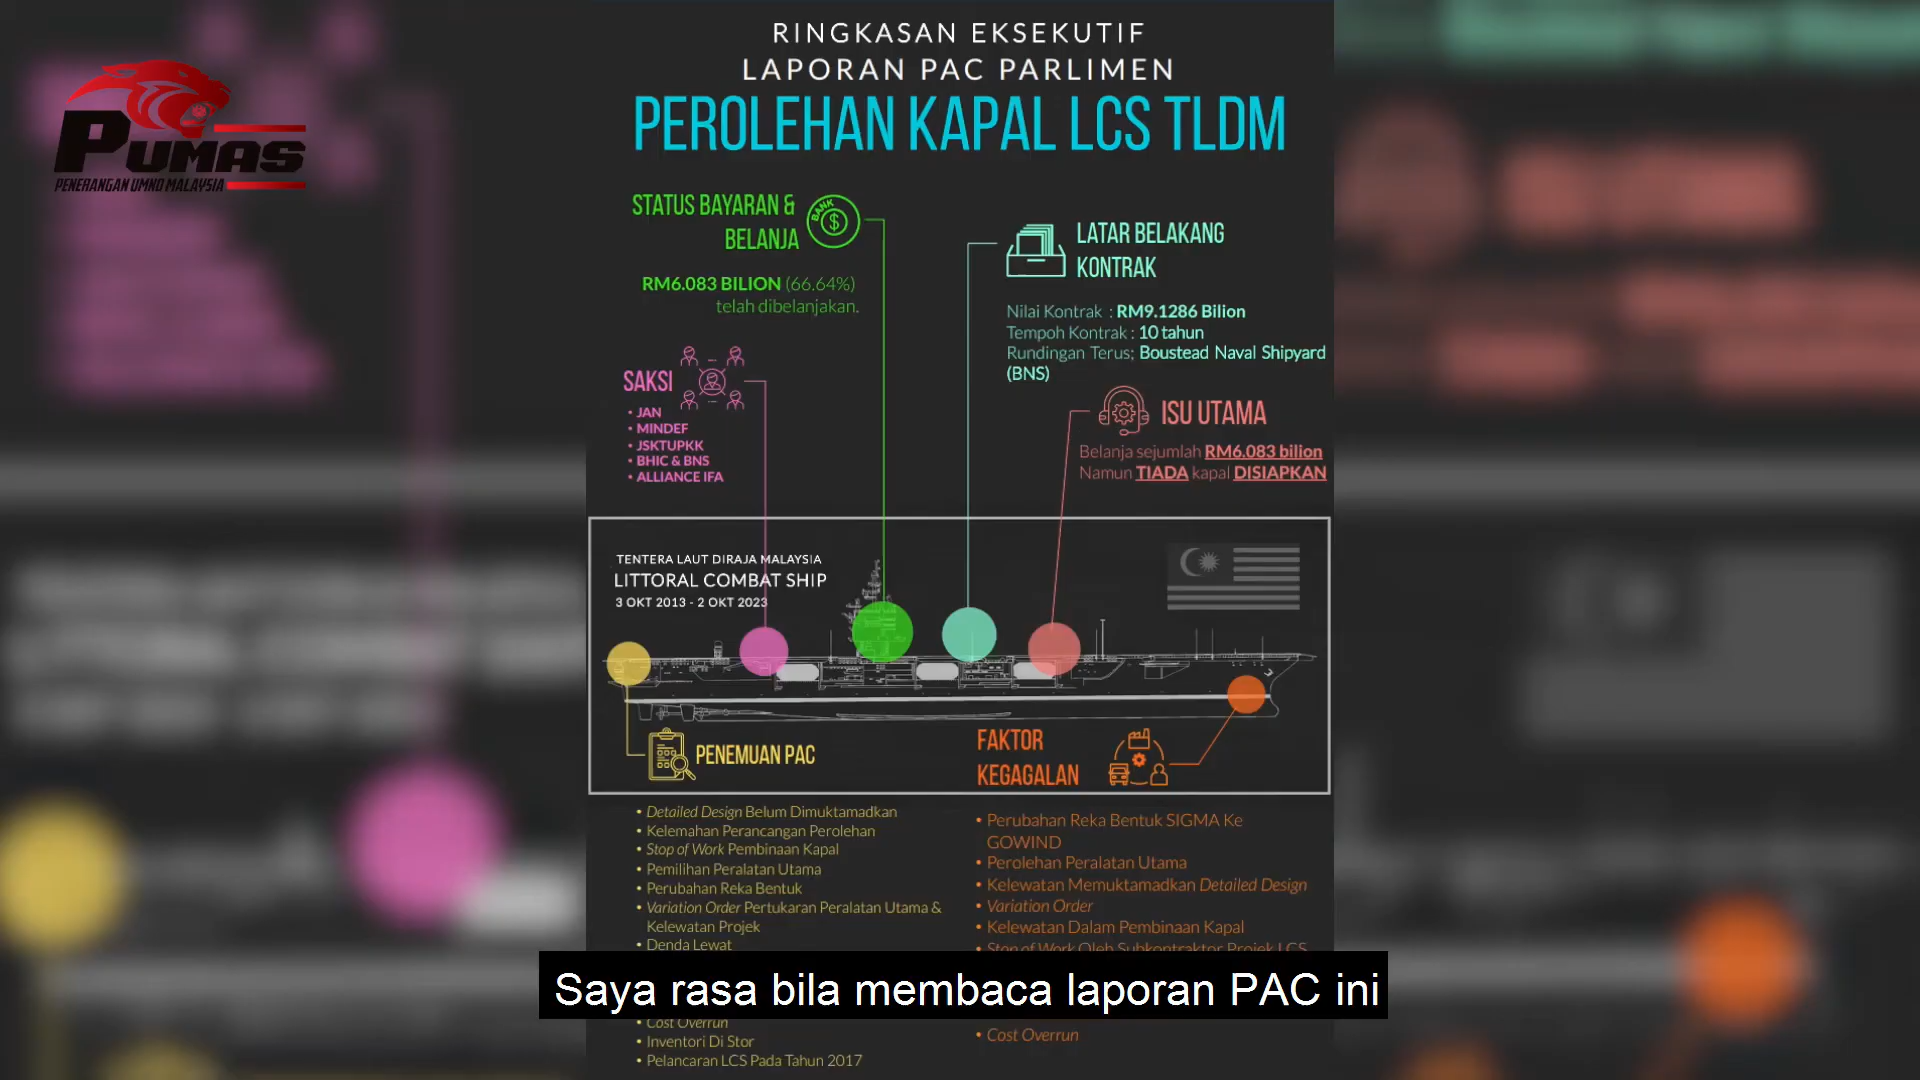 RINGKASAN EKSEKUTIF
LAPORAN PAC PARLIMEN
PEROLEHAN KAPAL LCS TLDM
PUMAS
PENERANGAN UMNO MALAYSIA
STATUS BAYARAN &
BELANJA
BANK
$
RM6.083 BILION (66.64%)
telah dibelanjakan.
LATAR BELAKANG
KONTRAK
Nilai Kontrak : RM9.1286 Bilion
Tempoh Kontrak : 10 tahun
Rundingan Terus; Boustead Naval Shipyard
(BNS)
SAKSI
• JAN
• MINDEF
• JSKTUPKK
• BHIC & BNS
• ALLIANCE IFA
ISU UTAMA
Belanja sejumlah RM6.083 bilion
Namun TIADA kapal DISIAPKAN
TENTERA LAUT DIRAJA MALAYSIA
LITTORAL COMBAT SHIP
3 OKT 2013 - 2 OKT 2023
PENEMUAN PAC
• Detailed Design Belum Dimuktamadkan
• Kelemahan Perancangan Perolehan
• Stop of Work Pembinaan Kapal
• Pemilihan Peralatan Utama
• Perubahan Reka Bentuk
• Variation Order Pertukaran Peralatan Utama &
Kelewatan Projek
• Denda Lewat
• Cost Overrun
• Inventori Di Stor
• Pelancaran LCS Pada Tahun 2017
FAKTOR
KEGAGALAN
• Perubahan Reka Bentuk SIGMA Ke
GOWIND
• Perolehan Peralatan Utama
• Kelewatan Memuktamadkan Detailed Design
• Variation Order
• Kelewatan Dalam Pembinaan Kapal
• Stop of Work Oleh Subkontraktor Projek LCS
• Cost Overrun
Saya rasa bila membaca laporan PAC ini